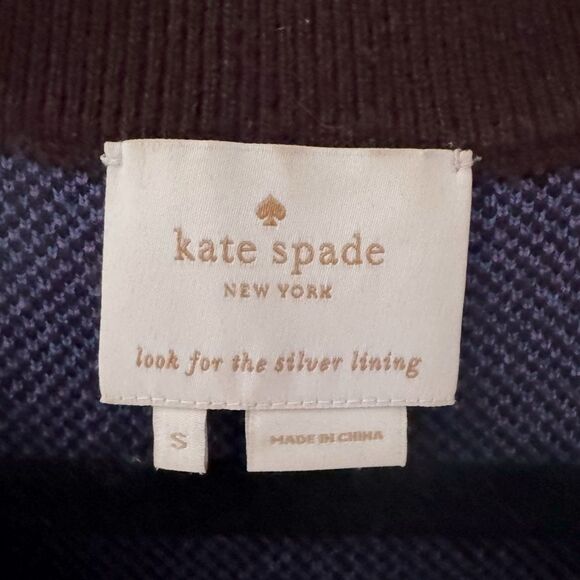 kate spade
NEW YORK
look for the silver lining
S
MADE IN CHINA